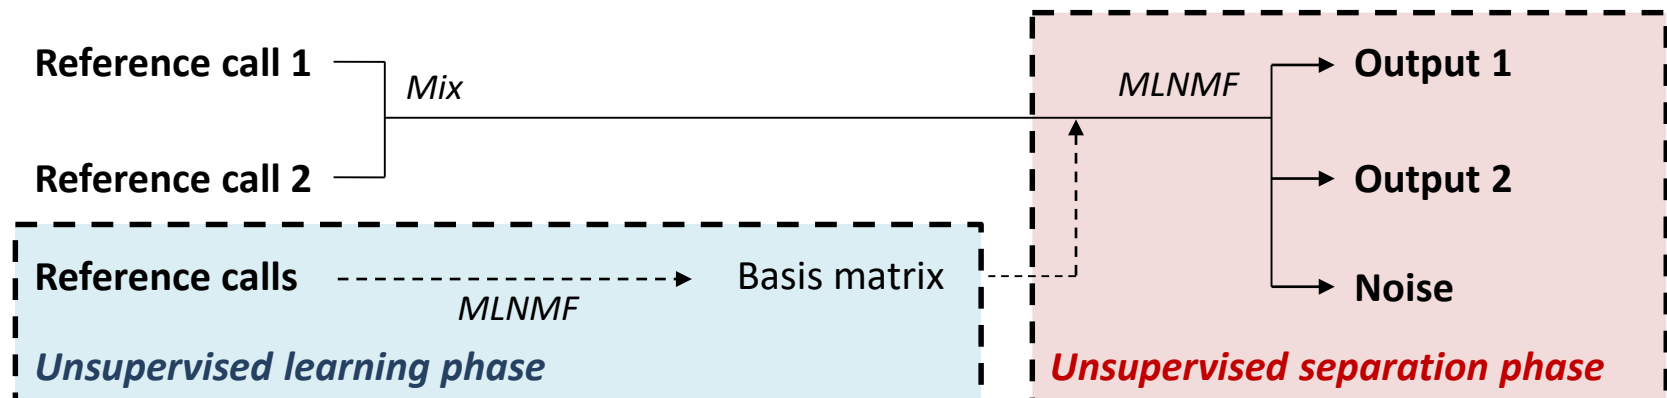 Reference call 1
Mix
MLNMF
Output 1
Reference call 2
Output 2
Reference calls
MLNMF
Basis matrix
Noise
Unsupervised learning phase
Unsupervised separation phase